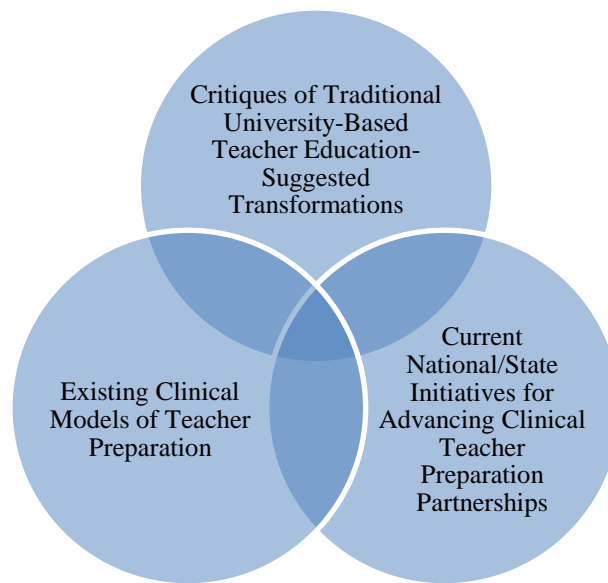 Critiques of Traditional
University-Based
Teacher Education-
Suggested
Transformations
Existing Clinical
Models of Teacher
Preparation
Current
National/State
Initiatives for
Advancing Clinical
Teacher
Preparation
Partnerships